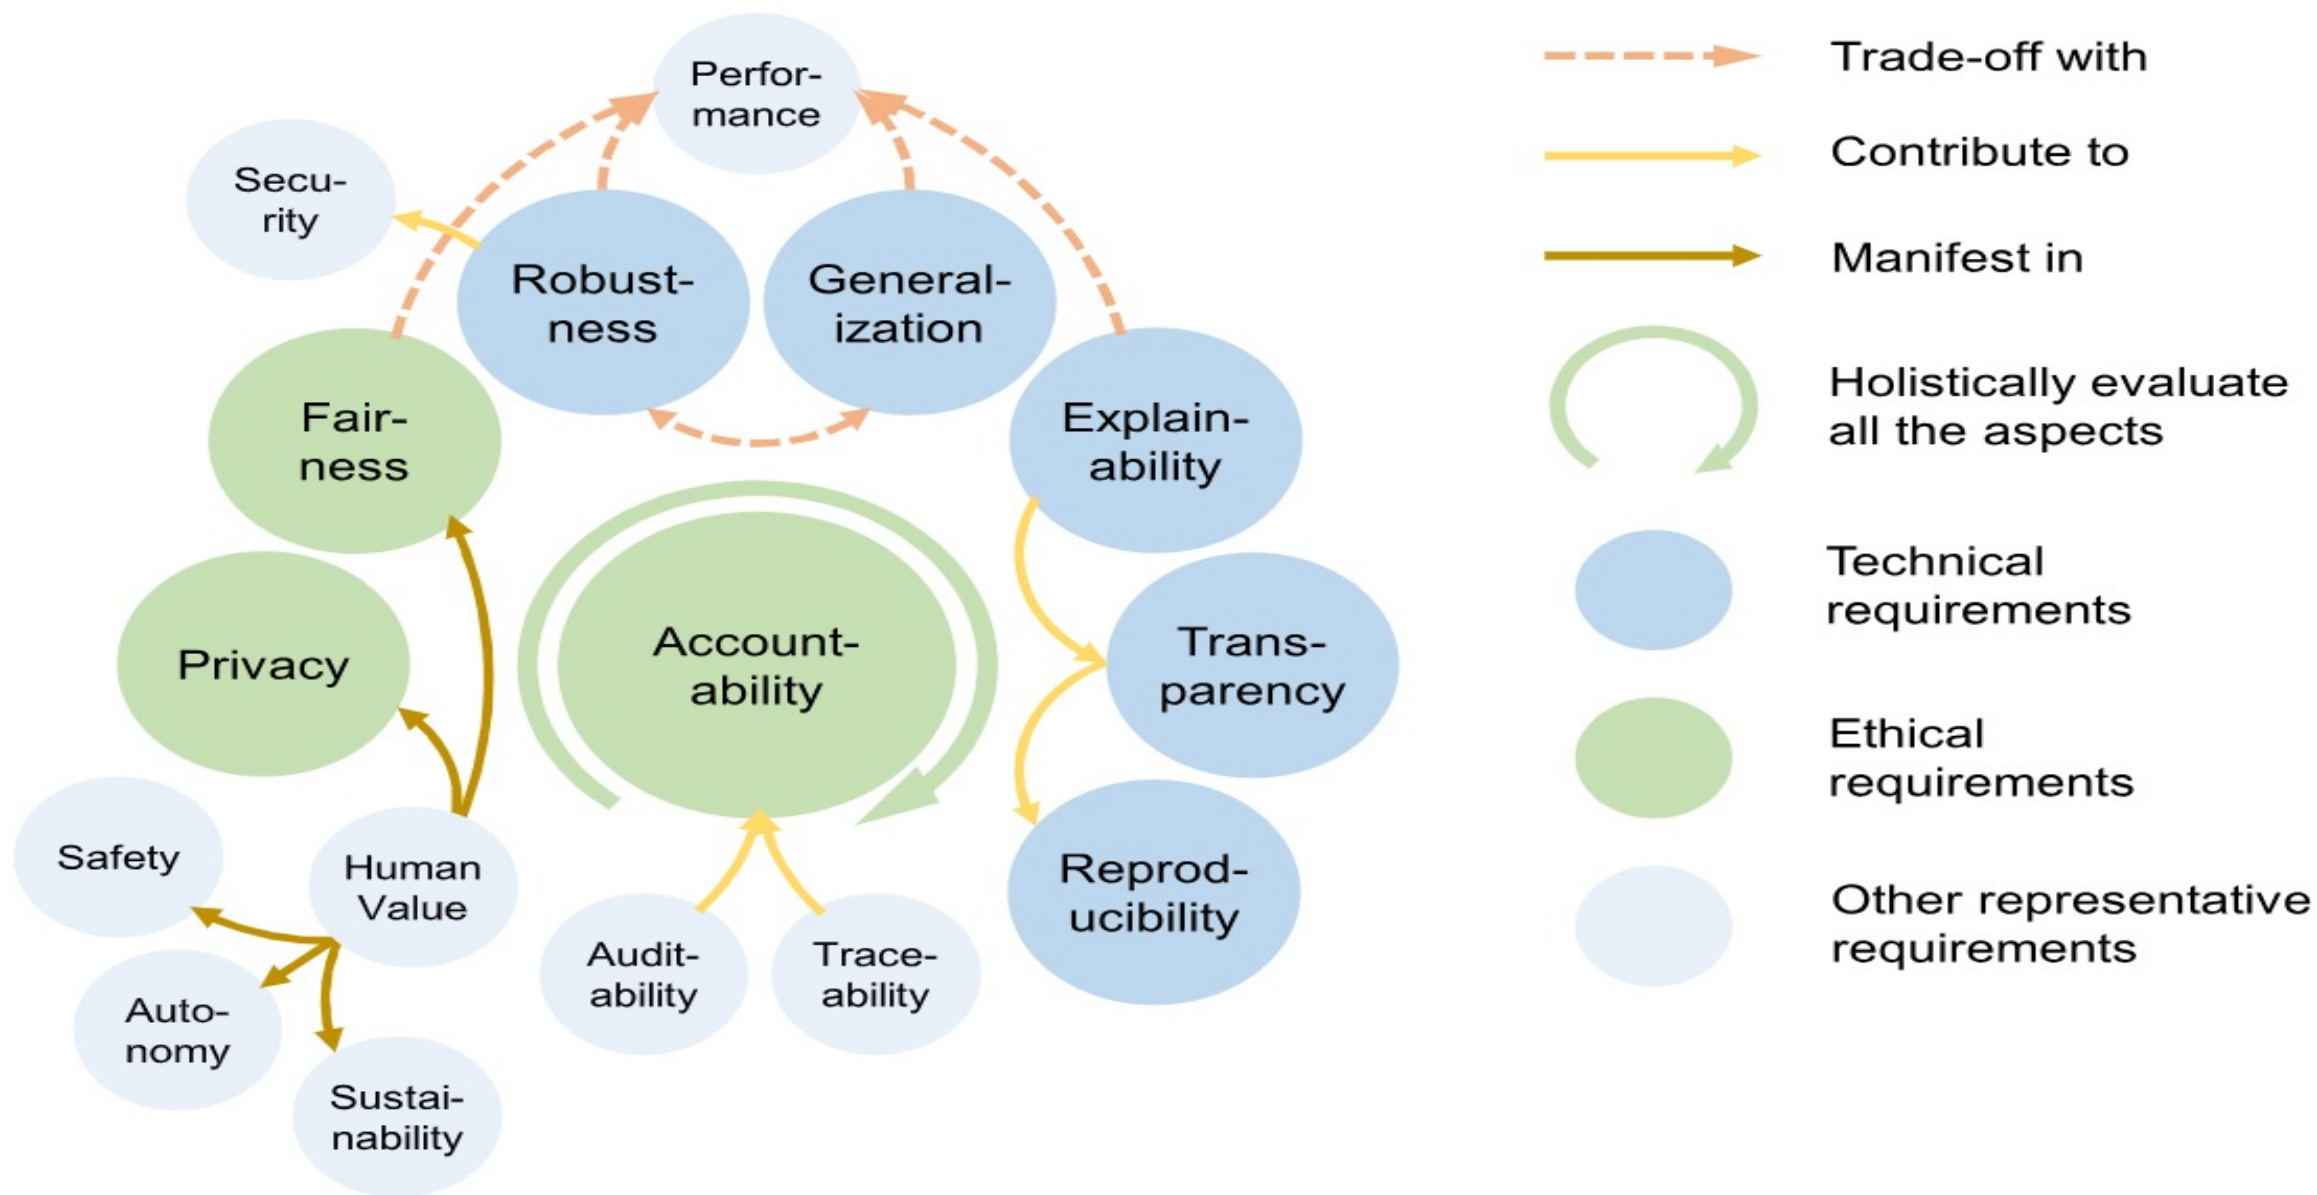 Perfor-
mance
Secu-
rity
Robust-
ness
General-
ization
Fair-
ness
Explain-
ability
Privacy
Account-
ability
Trans-
parency
Safety
Human
Value
Reprod-
ucibility
Audit-
ability
Trace-
ability
Auto-
nomy
Sustai-
nability
Trade-off with
Contribute to
Manifest in
Holistically evaluate
all the aspects
Technical
requirements
Ethical
requirements
Other representative
requirements